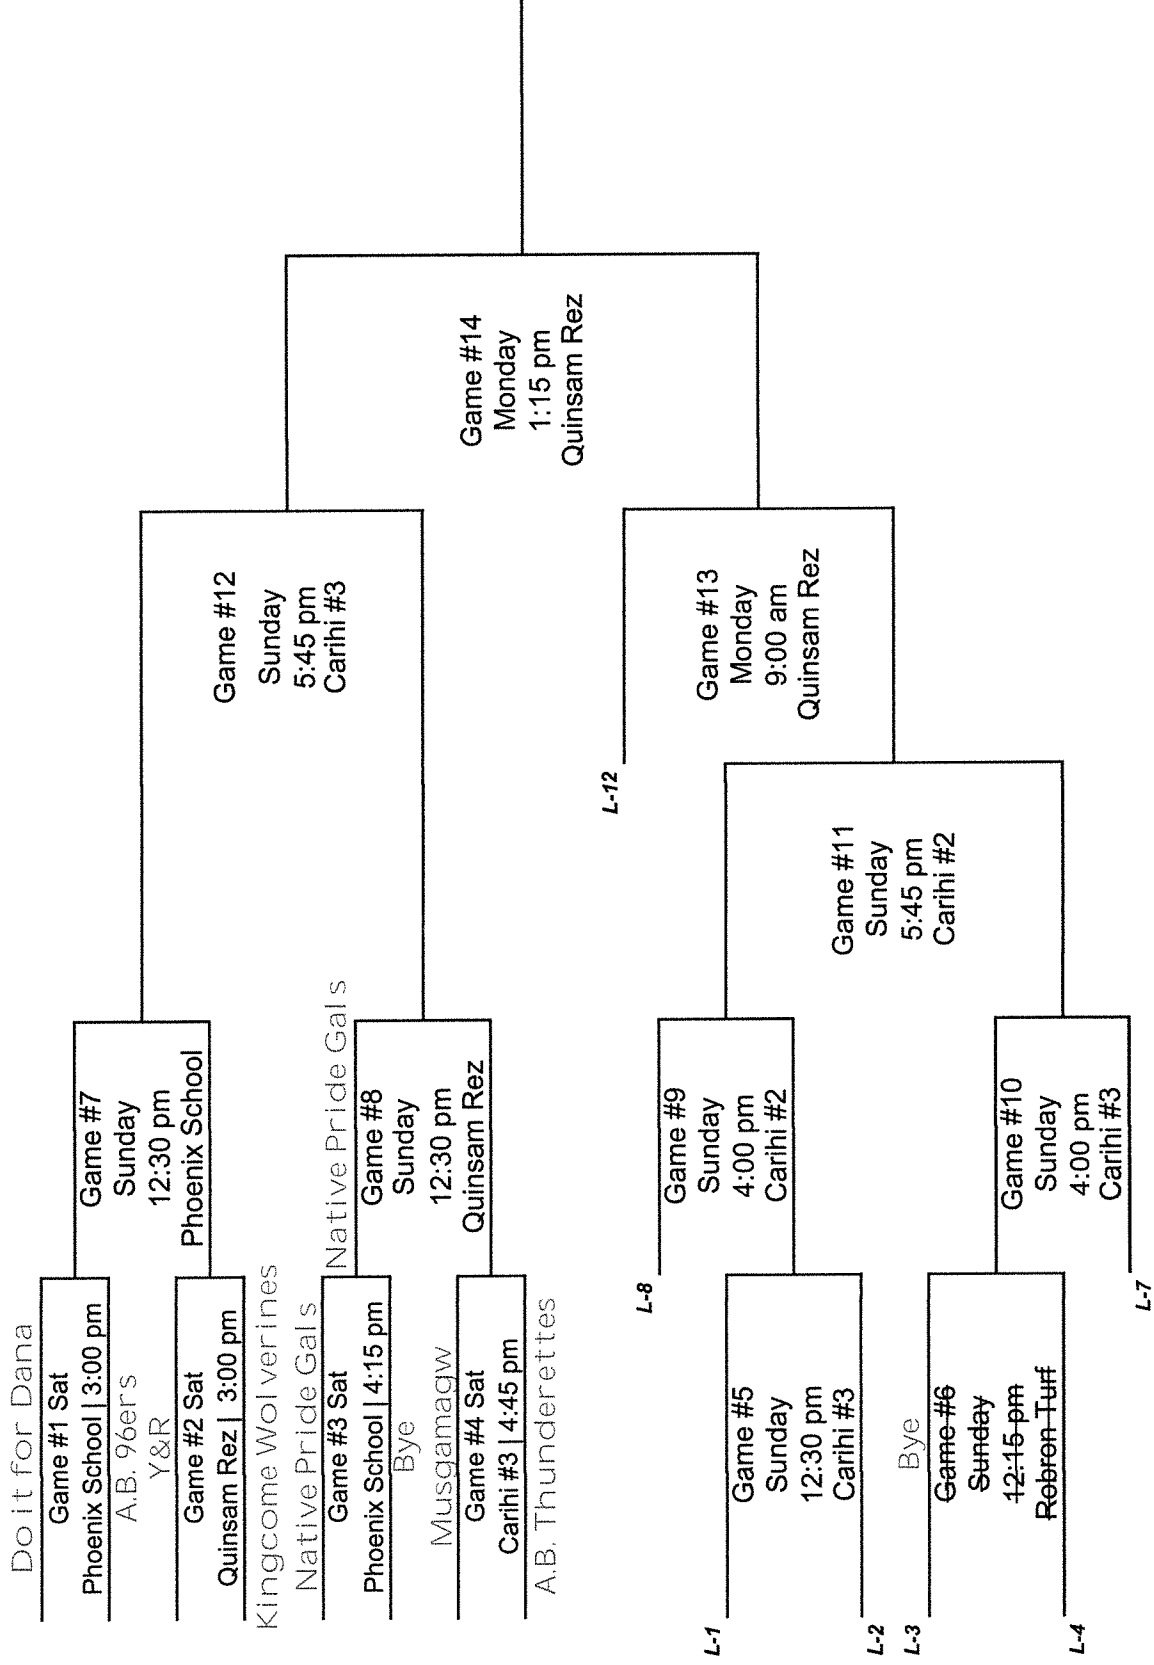 Do it for Dana
Game #1 Sat
Phoenix School | 3:00 pm
A.B. 96ers
Y&R
Game #2 Sat
Quinsam Rez | 3:00 pm
Kingcome Wolverines
Native Pride Gals
Game #3 Sat
Phoenix School | 4:15 pm
Bye
Musgamagw
Game #4 Sat
Carihi #3 | 4:45 pm
A.B. Thunderettes
L-1
Game #5
Sunday
12:30 pm
Carihi #3
L-2
L-3
Bye
Game #6
Sunday
12:15 pm
Robron Turf
L-4
Game #7
Sunday
12:30 pm
Phoenix School
Native Pride Gals
Game #8
Sunday
12:30 pm
Quinsam Rez
L-8
Game #9
Sunday
4:00 pm
Carihi #2
Game #10
Sunday
4:00 pm
Carihi #3
L-7
Game #11
Sunday
5:45 pm
Carihi #2
Game #12
Sunday
5:45 pm
Carihi #3
L-12
Game #13
Monday
9:00 am
Quinsam Rez
Game #14
Monday
1:15 pm
Quinsam Rez